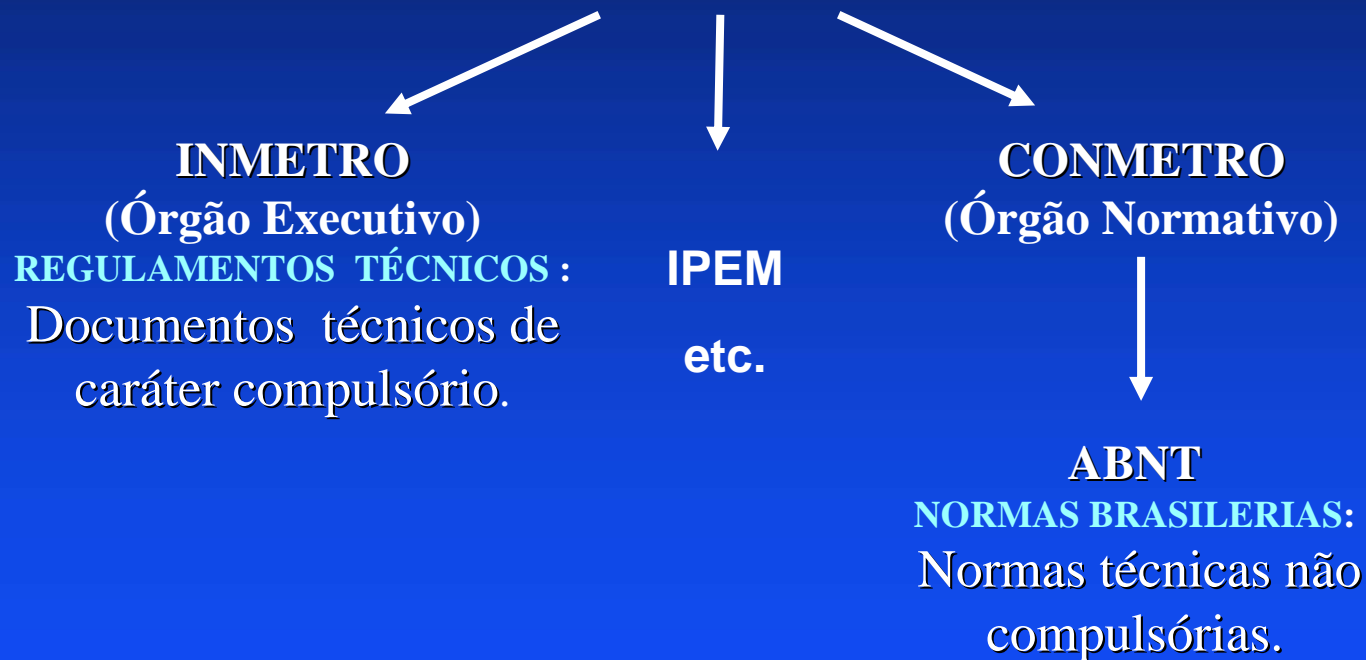 INMETRO
(Órgão Executivo)
REGULAMENTOS TÉCNICOS :
Documentos técnicos de
caráter compulsório.
IPEM
etc.
CONMETRO
(Órgão Normativo)
ABNT
NORMAS BRASILERIAS:
Normas técnicas não
compulsórias.